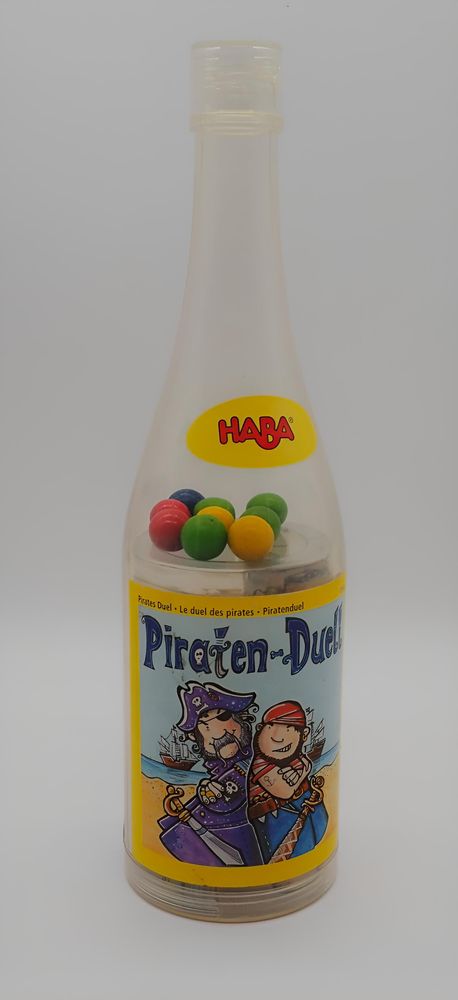 HABA®
Pirates Duel • Le duel des pirates • Piratenduel
Piraten-Duell